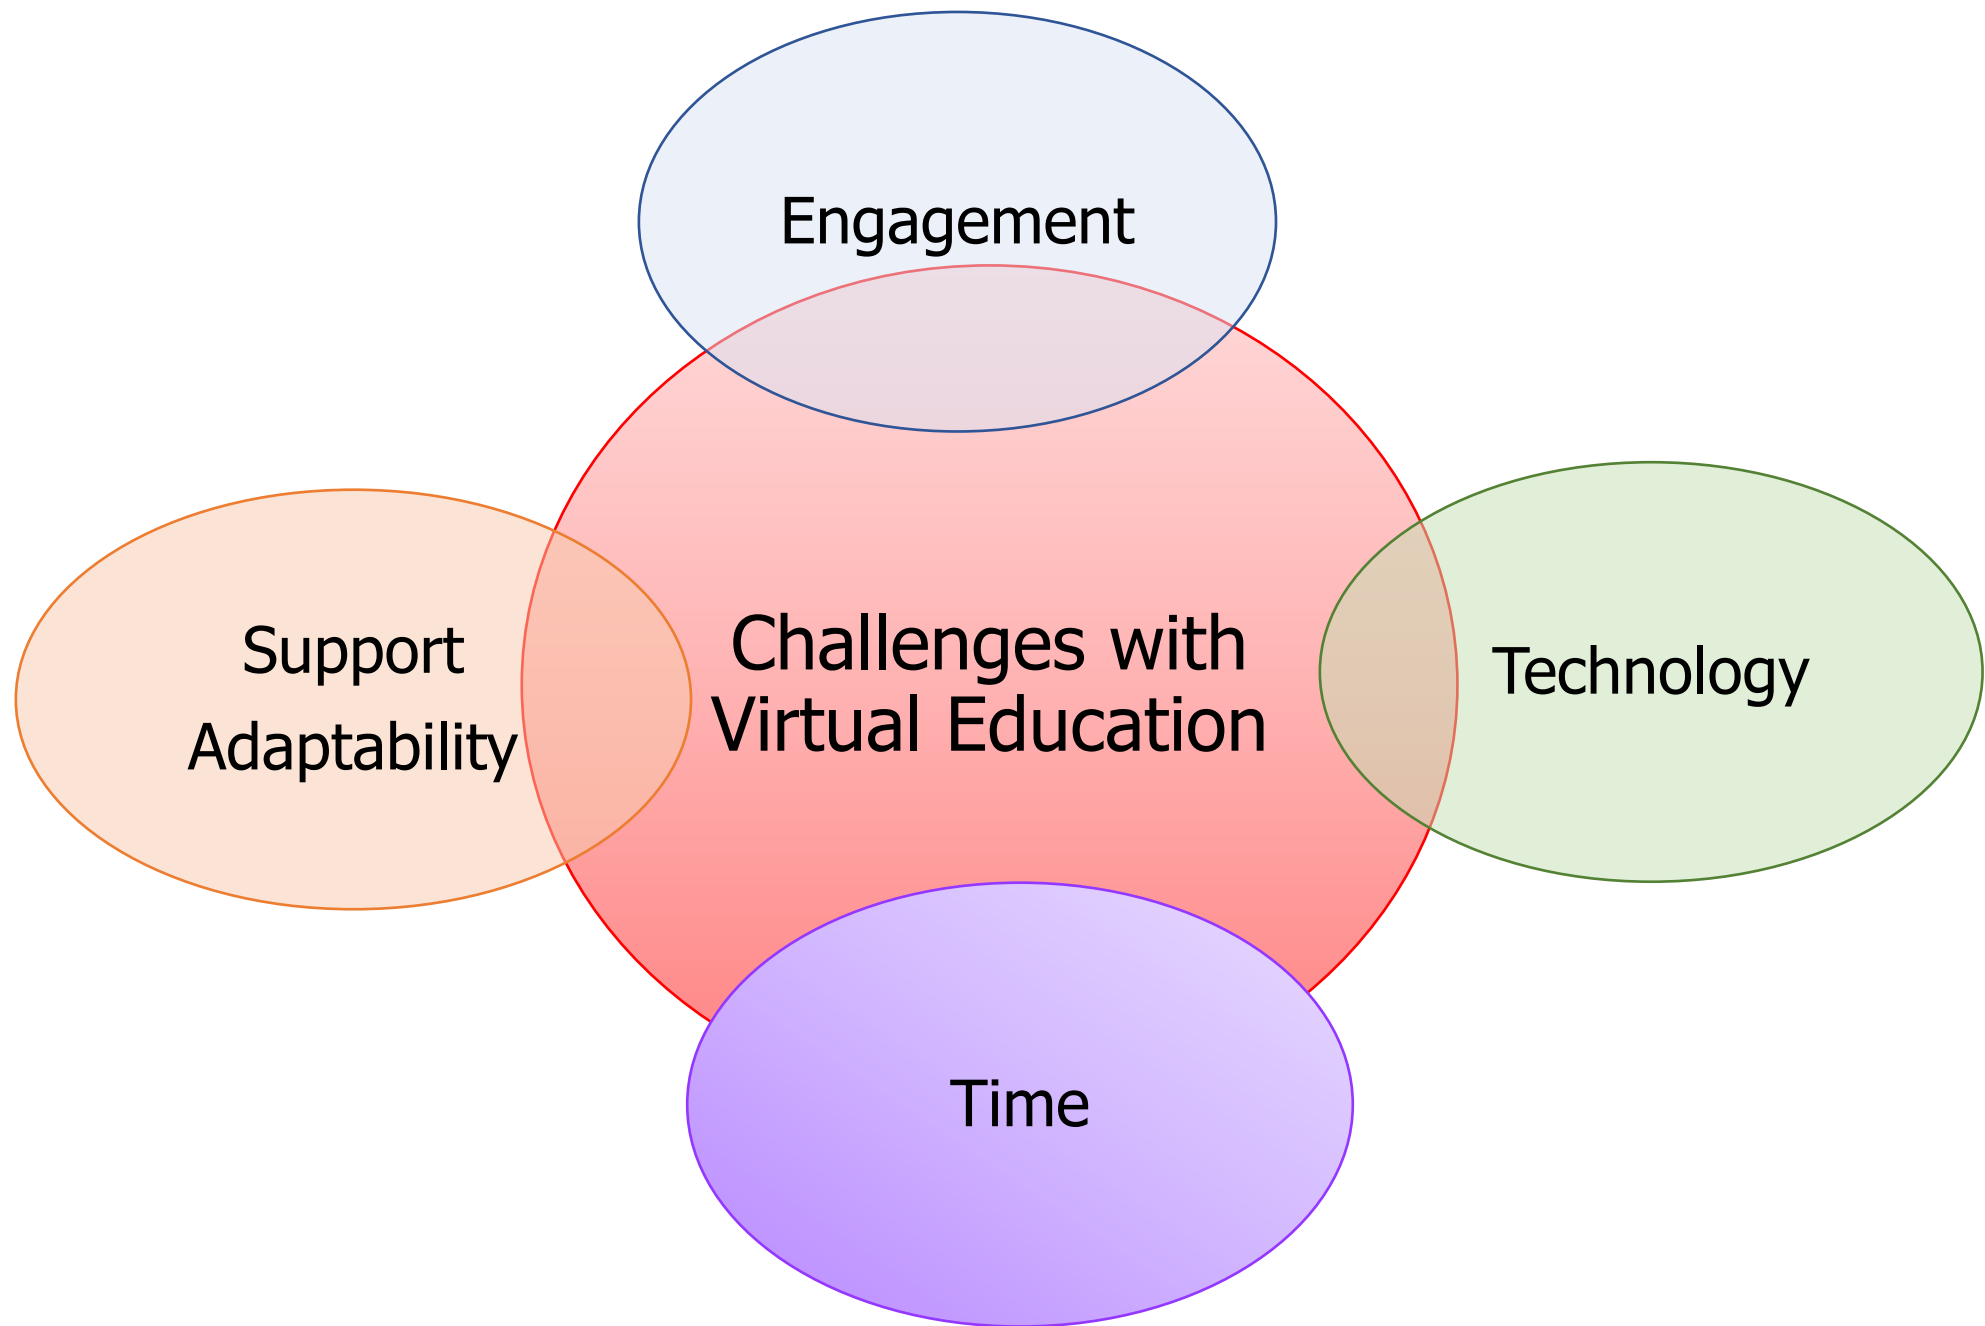 Engagement
Support
Adaptability
Challenges with
Virtual Education
Technology
Time